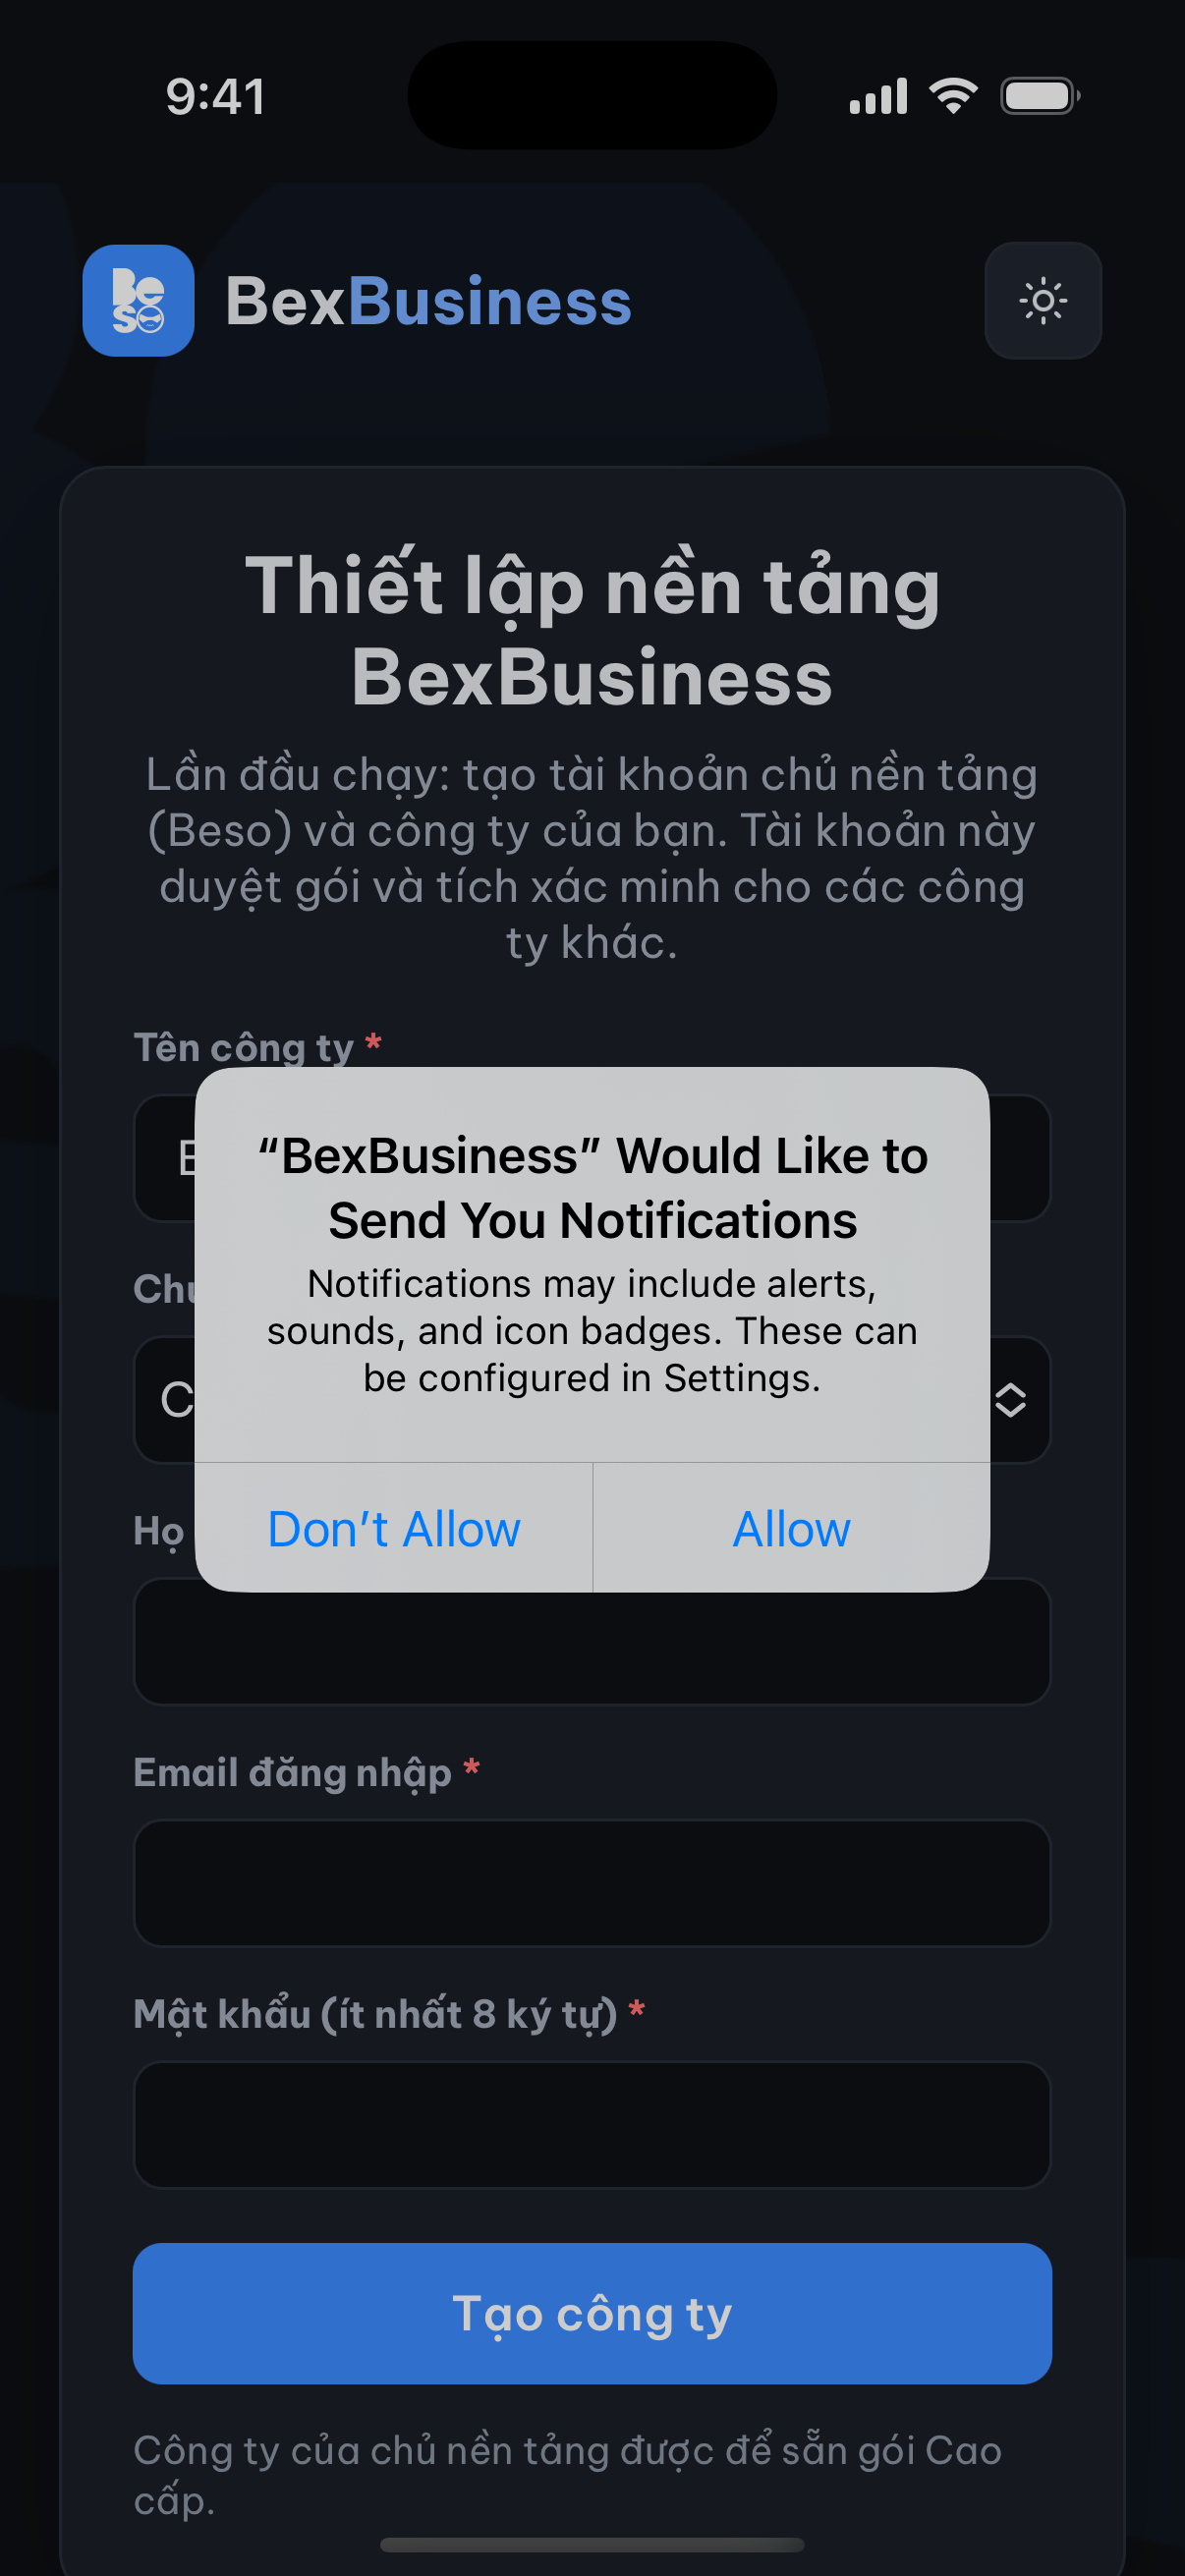 9:41
Be
so
BexBusiness
Thiết lập nền tảng
BexBusiness
Lần đầu chạy: tạo tài khoản chủ nền tảng
(Beso) và công ty của bạn. Tài khoản này
duyệt gói và tích xác minh cho các công
ty khác.
Tên công ty *
“BexBusiness” Would Like to
Send You Notifications
Notifications may include alerts,
sounds, and icon badges. These can
be configured in Settings.
Don’t Allow
Allow
Họ
Email đăng nhập *
Mật khẩu (ít nhất 8 ký tự) *
Tạo công ty
Công ty của chủ nền tảng được để sẵn gói Cao
cấp.